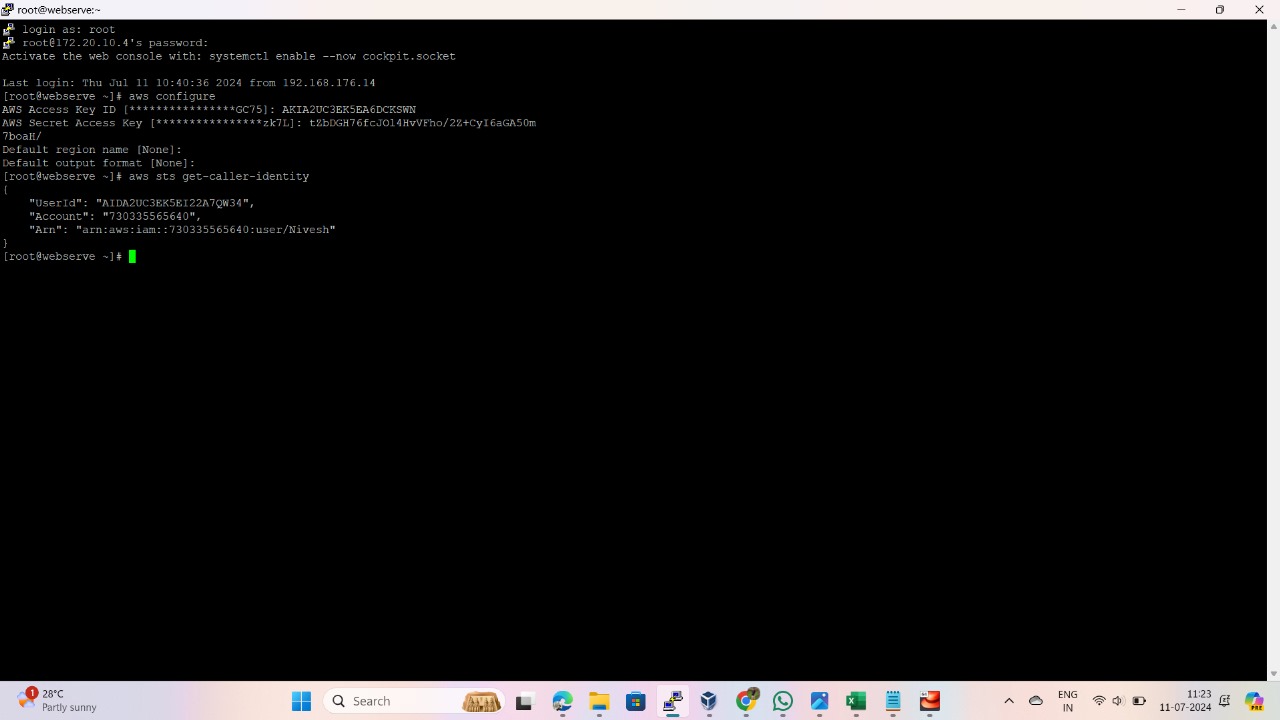 root@webserve:~
login as: root
root@172.20.10.4's password:
Activate the web console with: systemctl enable --now cockpit.socket
Last login: Thu Jul 11 10:40:36 2024 from 192.168.176.14
[root@webserve ~]# aws configure
AWS Access Key ID [****************GC75]: AKIA2UC3EK5EA6DCKSWN
AWS Secret Access Key [****************zk7L]:
7boaH/
Default region name [None]:
Default output format [None]:
[root@webserve ~]# aws sts get-caller-identity
{
"UserId": "AIDA2UC3EK5EI22A7QW34",
"Account": "730335565640",
"Arn": "arn:aws:iam::730335565640:user/Nivesh"
}
[root@webserve ~]#
1
28°C
Partly sunny
Search
ENG
IN
11:23
11-07-2024
PRE